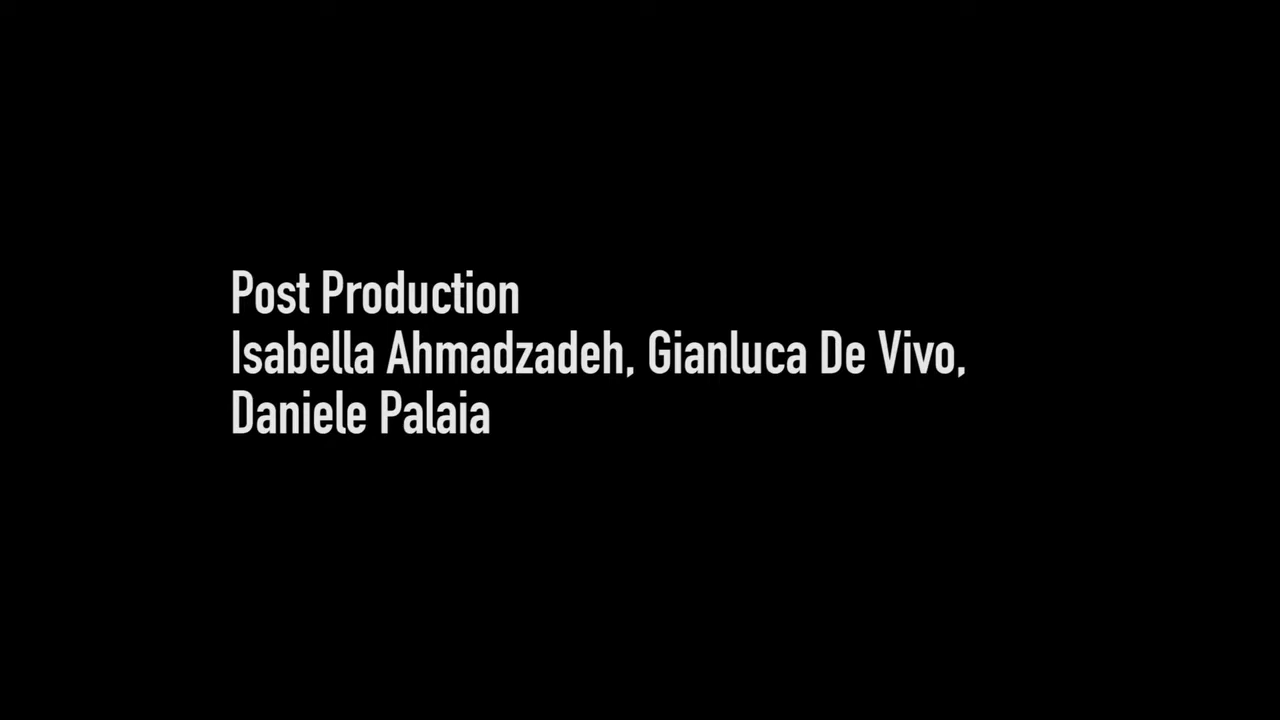 Post Production
Isabella Ahmadzadeh, Gianluca De Vivo,
Daniele Palaia